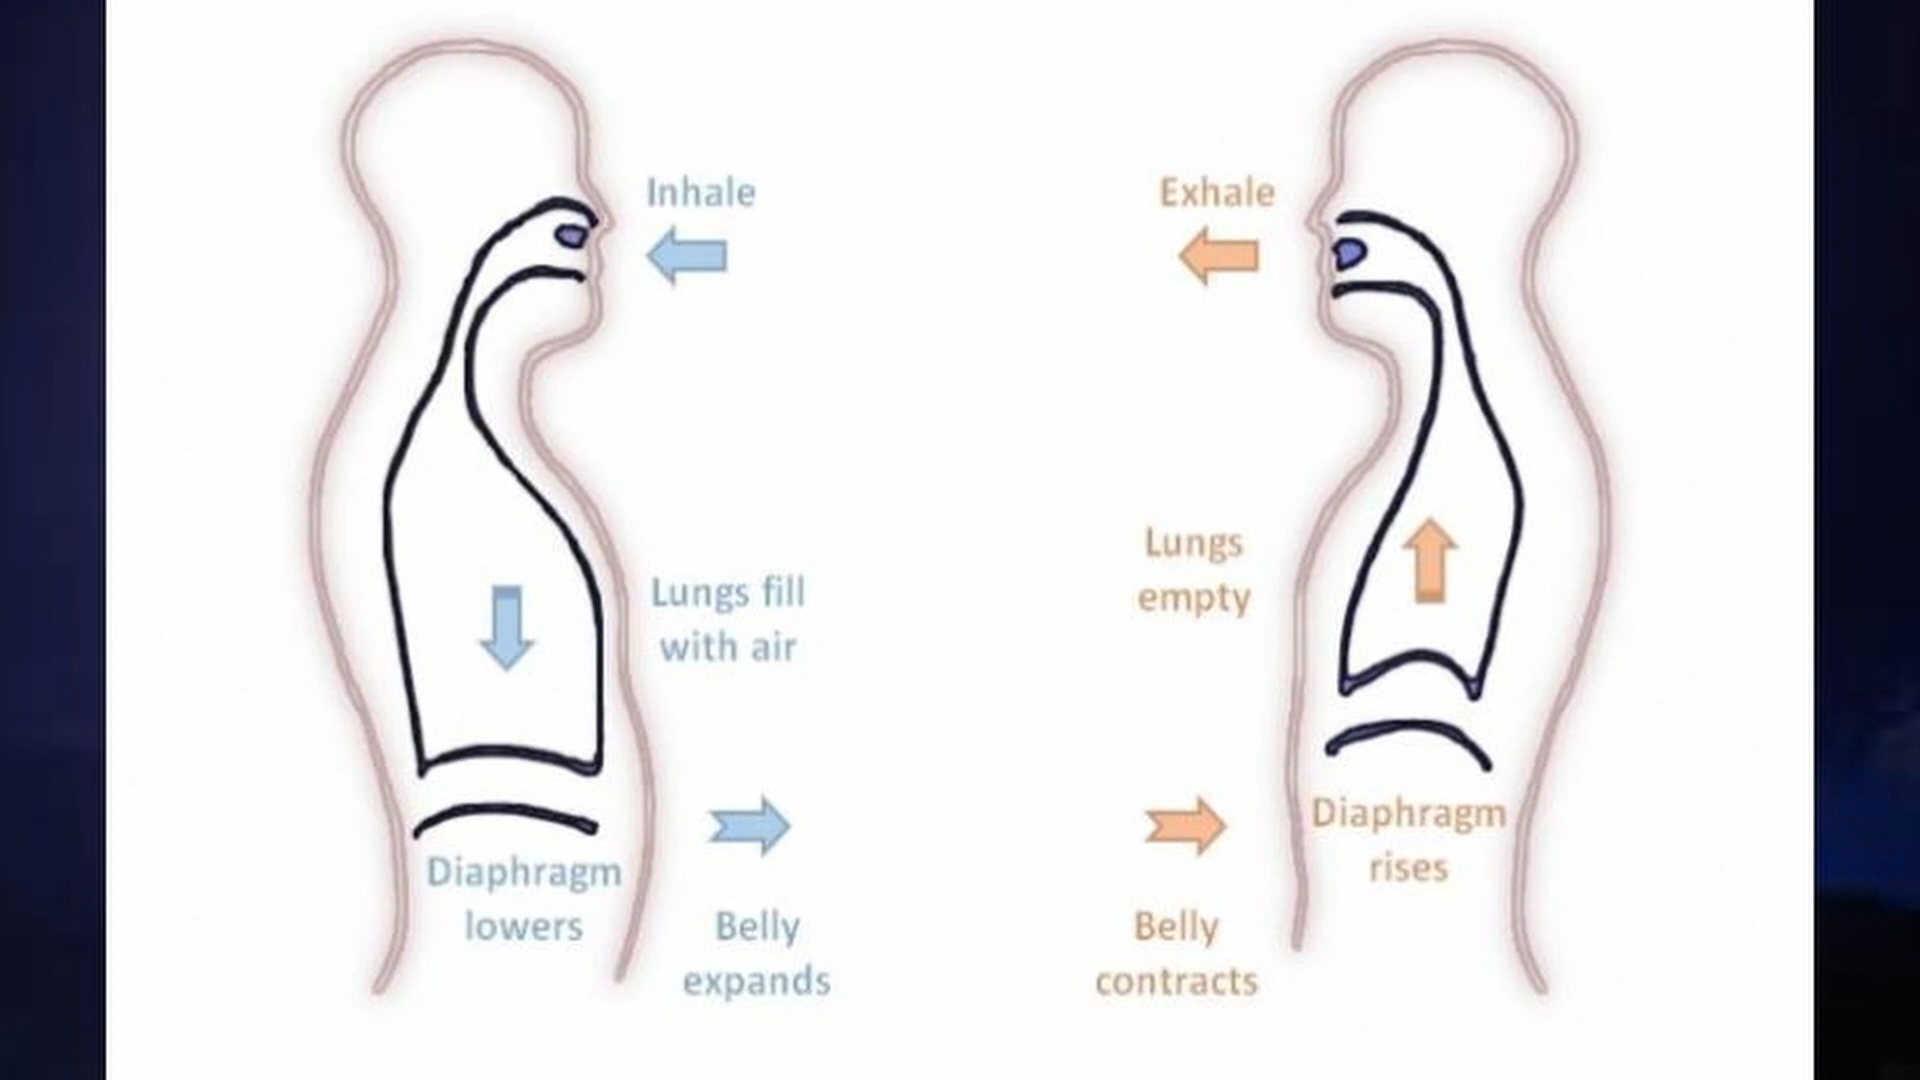 Inhale
Lungs fill
with air
Diaphragm
lowers
Belly
expands
Exhale
Lungs
empty
Diaphragm
rises
Belly
contracts